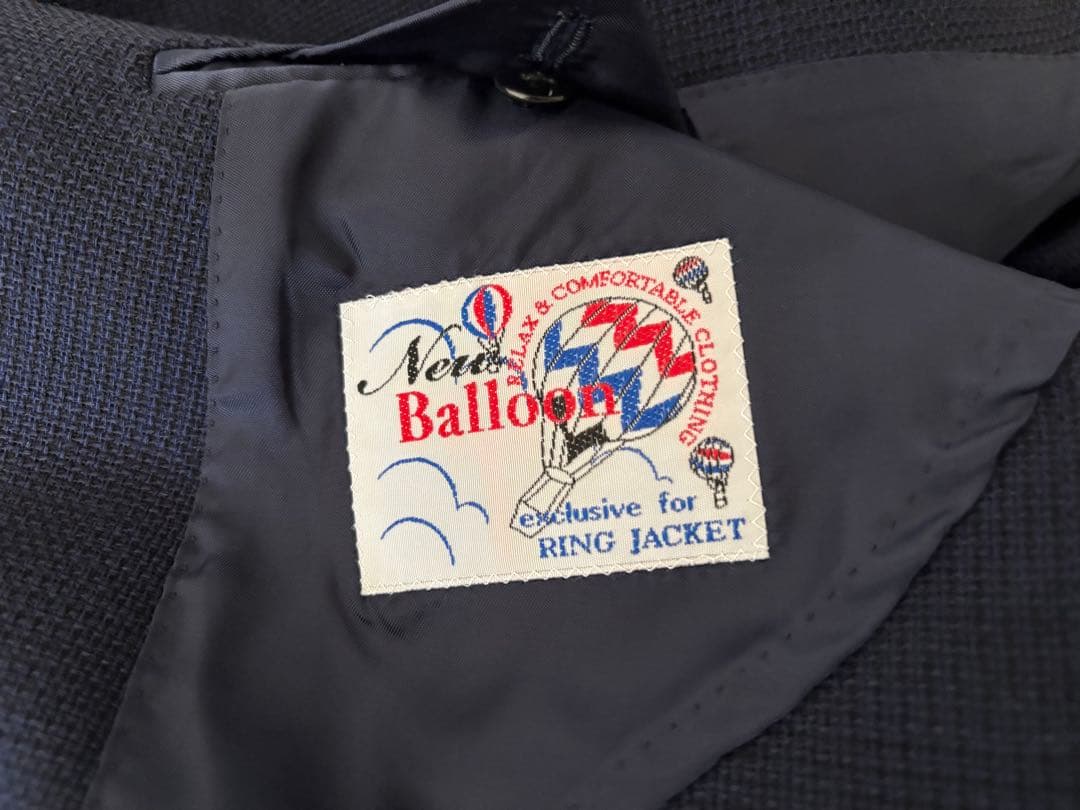 RELAX & COMFORTABLE CLOTHING
New
Balloon
exclusive for
RING JACKET